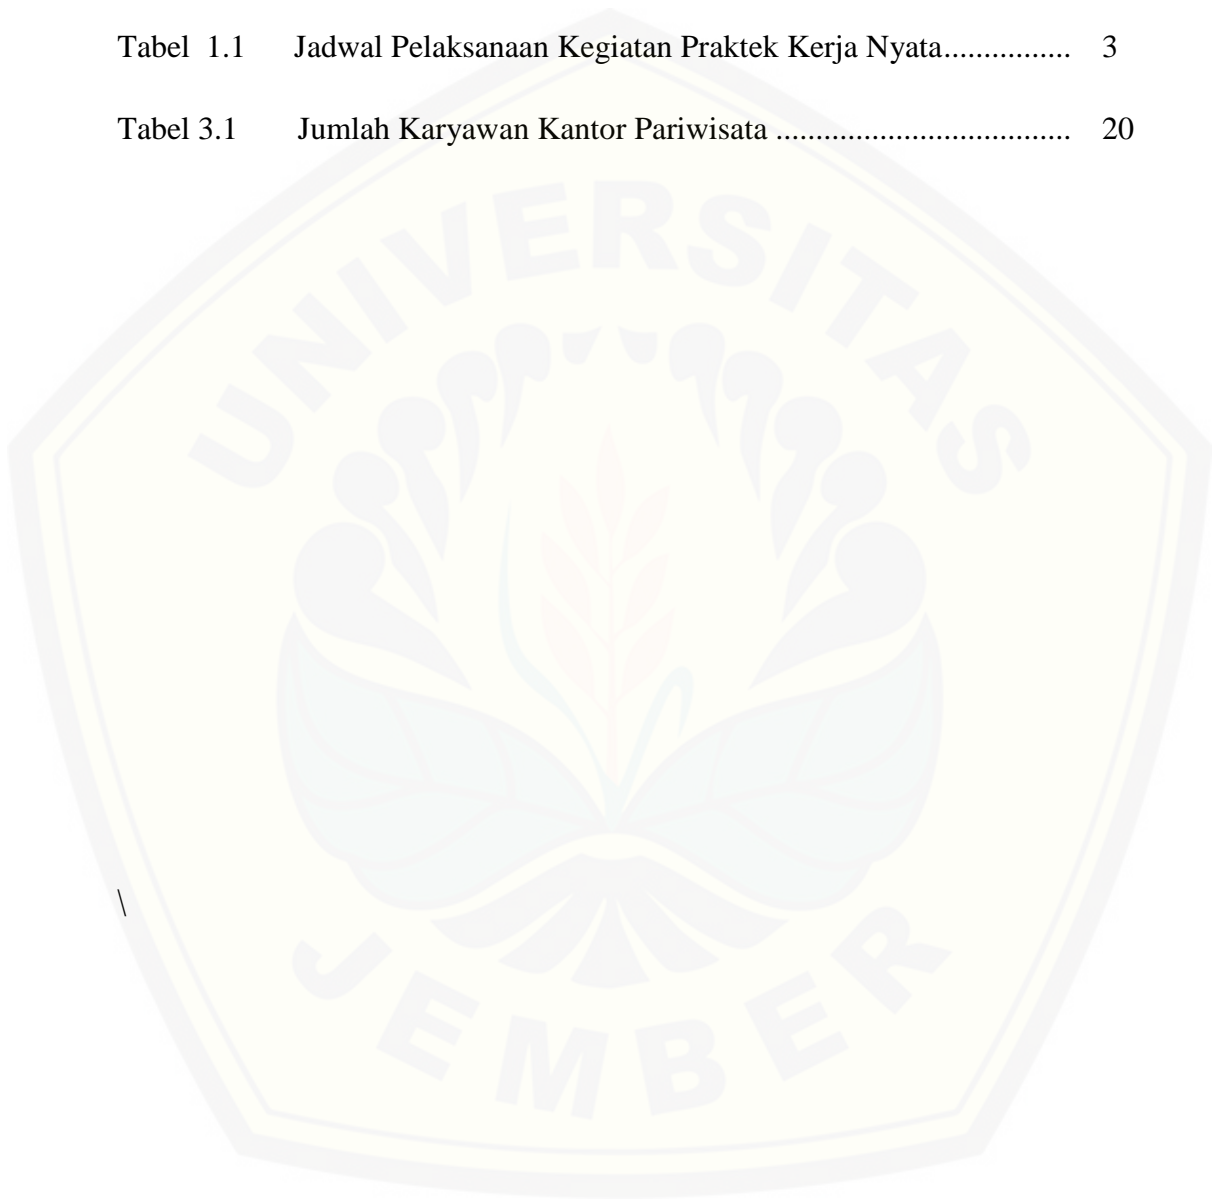 Tabel 1.1 Jadwal Pelaksanaan Kegiatan Praktek Kerja Nyata................ 3
Tabel 3.1 Jumlah Karyawan Kantor Pariwisata ..................................... 20
UNIVERSITAS
\
JEMBER